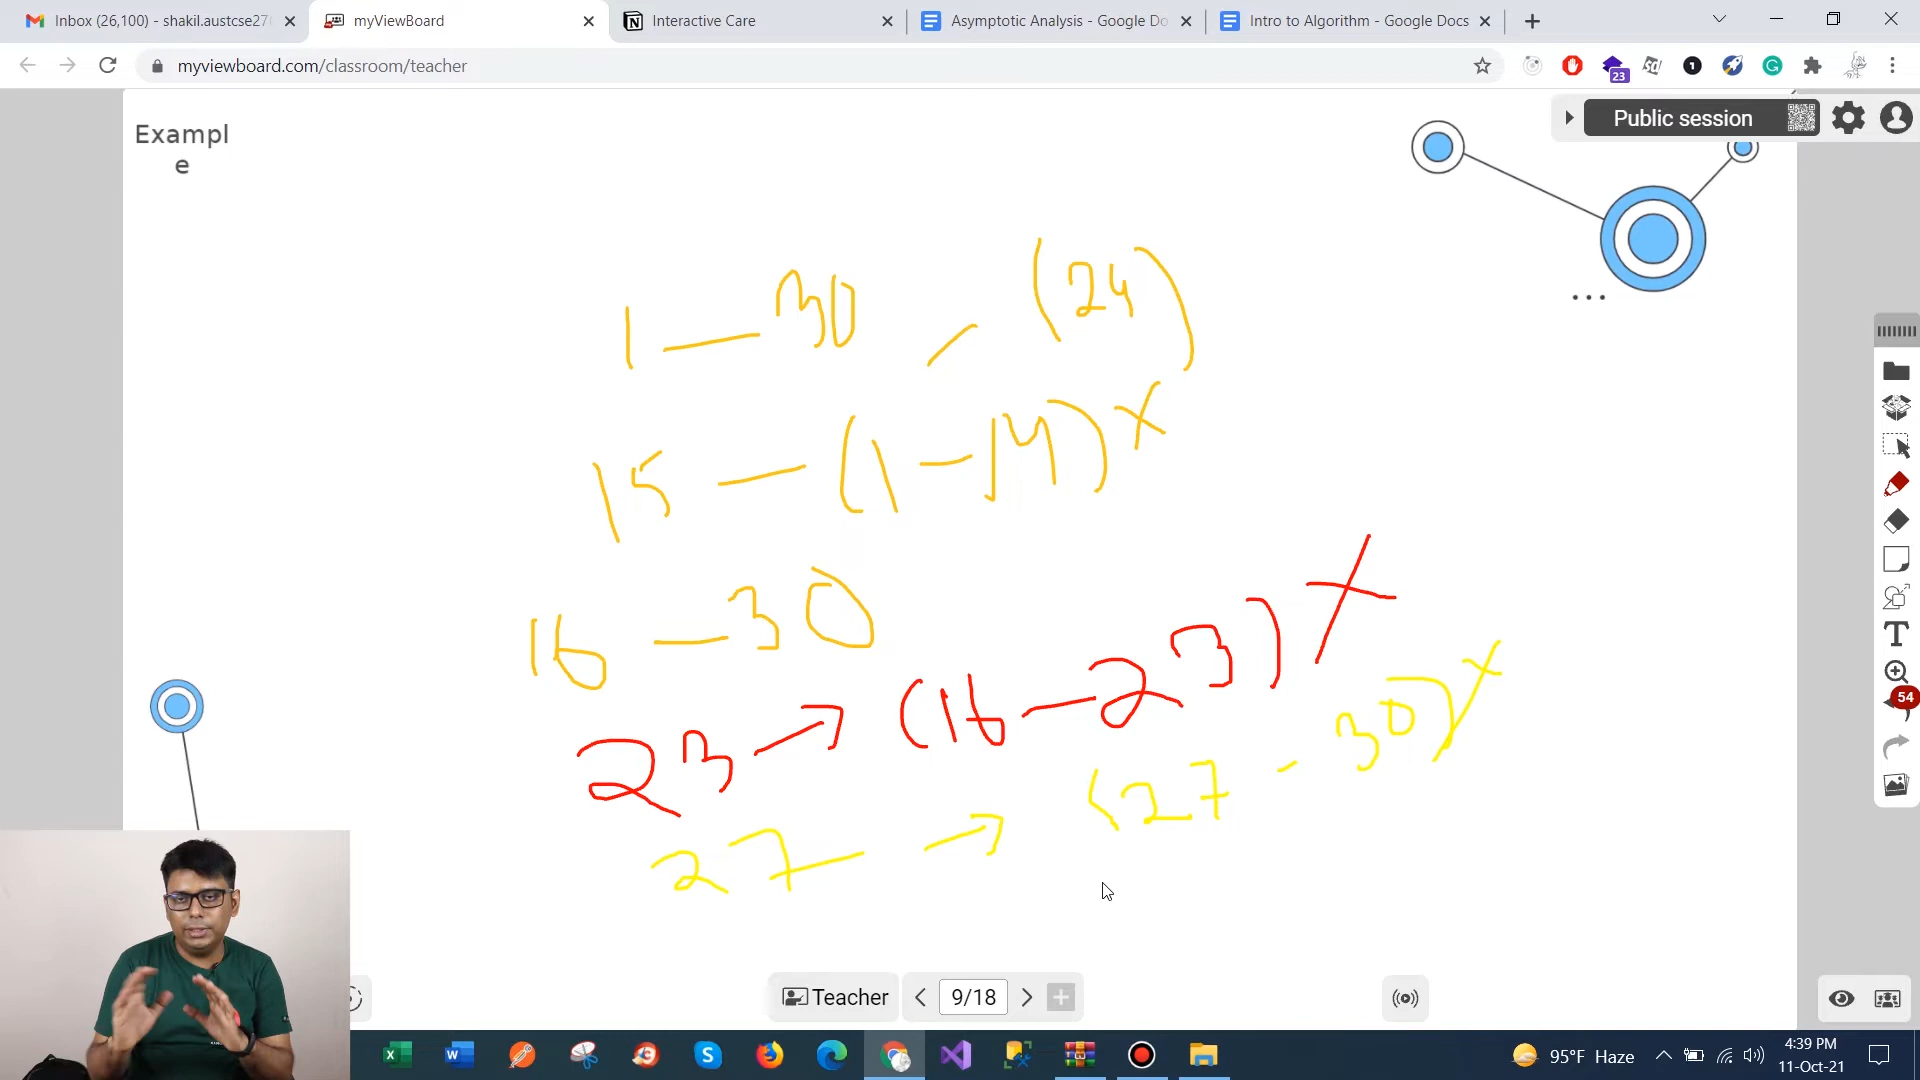 Inbox (26,100) - shakil.austcse27
myViewBoard
Interactive Care
Asymptotic Analysis - Google Do
Intro to Algorithm - Google Docs
myviewboard.com/classroom/teacher
23
Exampl
e
Public session
...
1 — 30 - (24)
15 — (1 - 14) x
16 — 30
23 → (16 - 23) x
27 → (27 - 30) x
54
Teacher
9/18
95°F Haze
4:39 PM
11-Oct-21